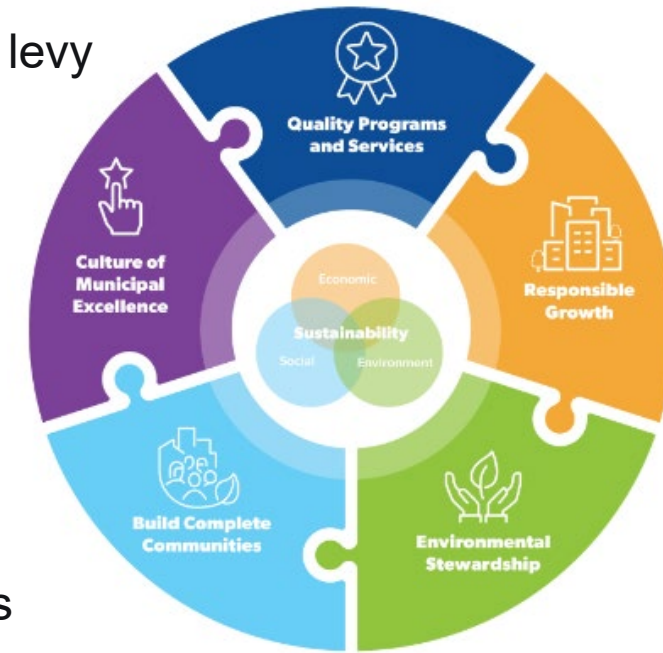 levy
Quality Programs
and Services
Culture of
Municipal
Excellence
Responsible
Growth
Economic
Sustainability
Social
Environment
Build Complete
Communities
Environmental
Stewardship
s